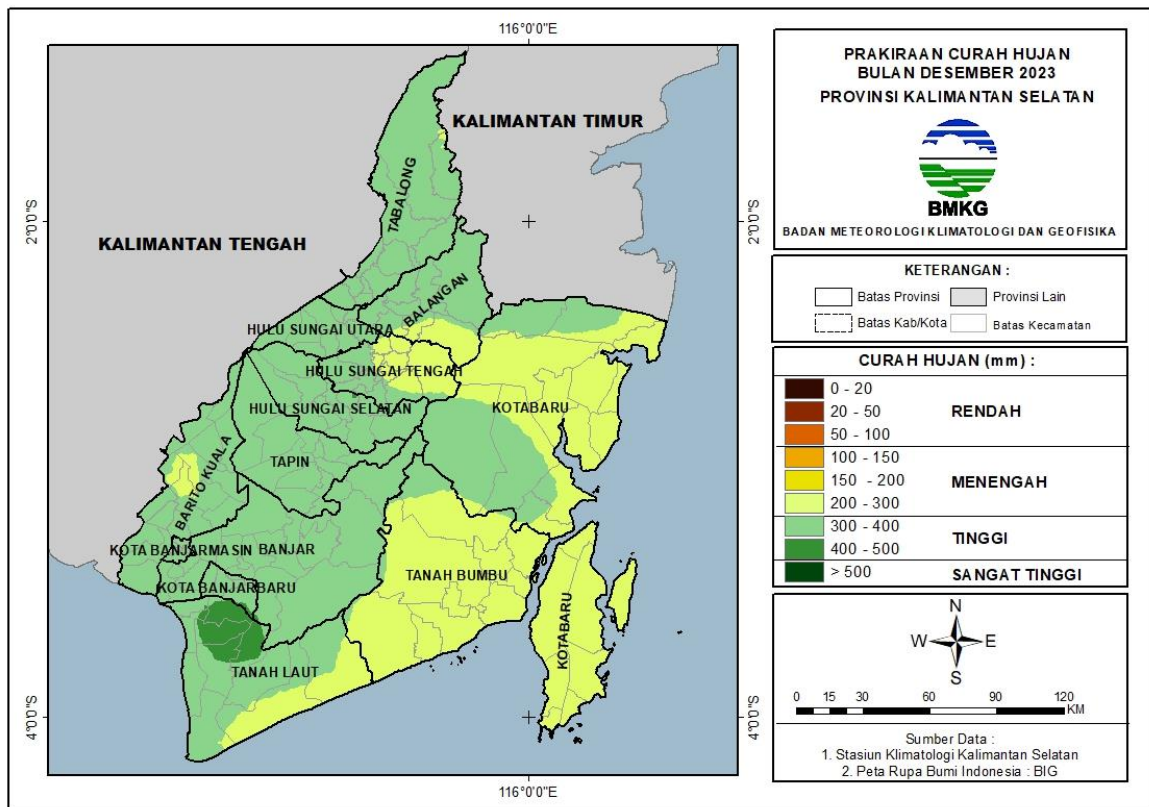 116°0'0"E
KALIMANTAN TIMUR
KALIMANTAN TENGAH
2°0'0"S
2°0'0"S
TABALONG
BALANGAN
HULU SUNGAI UTARA
HULU SUNGAI TENGAH
KOTABARU
HULU SUNGAI SELATAN
TAPIN
BARITO KUALA
KOTA BANJARMASIN
BANJAR
KOTA BANJARBARU
TANAH BUMBU
KOTABARU
TANAH LAUT
4°0'0"S
4°0'0"S
116°0'0"E
PRAKIRAAN CURAH HUJAN
BULAN DESEMBER 2023
PROVINSI KALIMANTAN SELATAN
BMKG
BADAN METEOROLOGI KLIMATOLOGI DAN GEOFISIKA
KETERANGAN :
Batas Provinsi
Provinsi Lain
Batas Kab/Kota
Batas Kecamatan
CURAH HUJAN (mm) :
0 - 20
20 - 50
RENDAH
50 - 100
100 - 150
150 - 200
MENENGAH
200 - 300
300 - 400
TINGGI
400 - 500
> 500
SANGAT TINGGI
N
W E
S
0 15 30 60 90 120
KM
Sumber Data :
1. Stasiun Klimatologi Kalimantan Selatan
2. Peta Rupa Bumi Indonesia : BIG